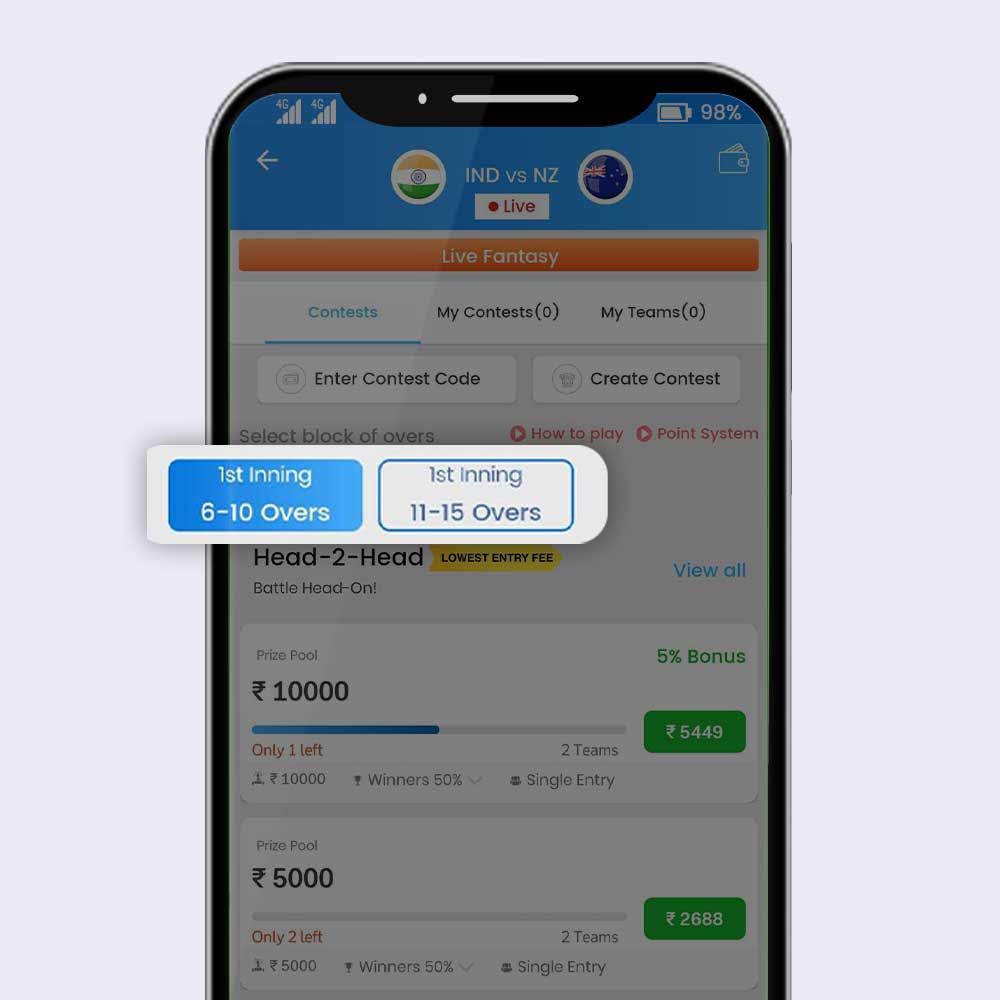 4G 4G 98%
IND vs NZ
Live
Live Fantasy
Contests My Contests(0) My Teams(0)
Enter Contest Code Create Contest
Select block of overs How to play Point System
1st Inning 1st Inning
6-10 Overs 11-15 Overs
Head-2-Head LOWEST ENTRY FEE
View all
Battle Head-On!
Prize Pool 5% Bonus
₹ 10000
₹ 5449
Only 1 left 2 Teams
₹ 10000 Winners 50% Single Entry
Prize Pool
₹ 5000
₹ 2688
Only 2 left 2 Teams
₹ 5000 Winners 50% Single Entry